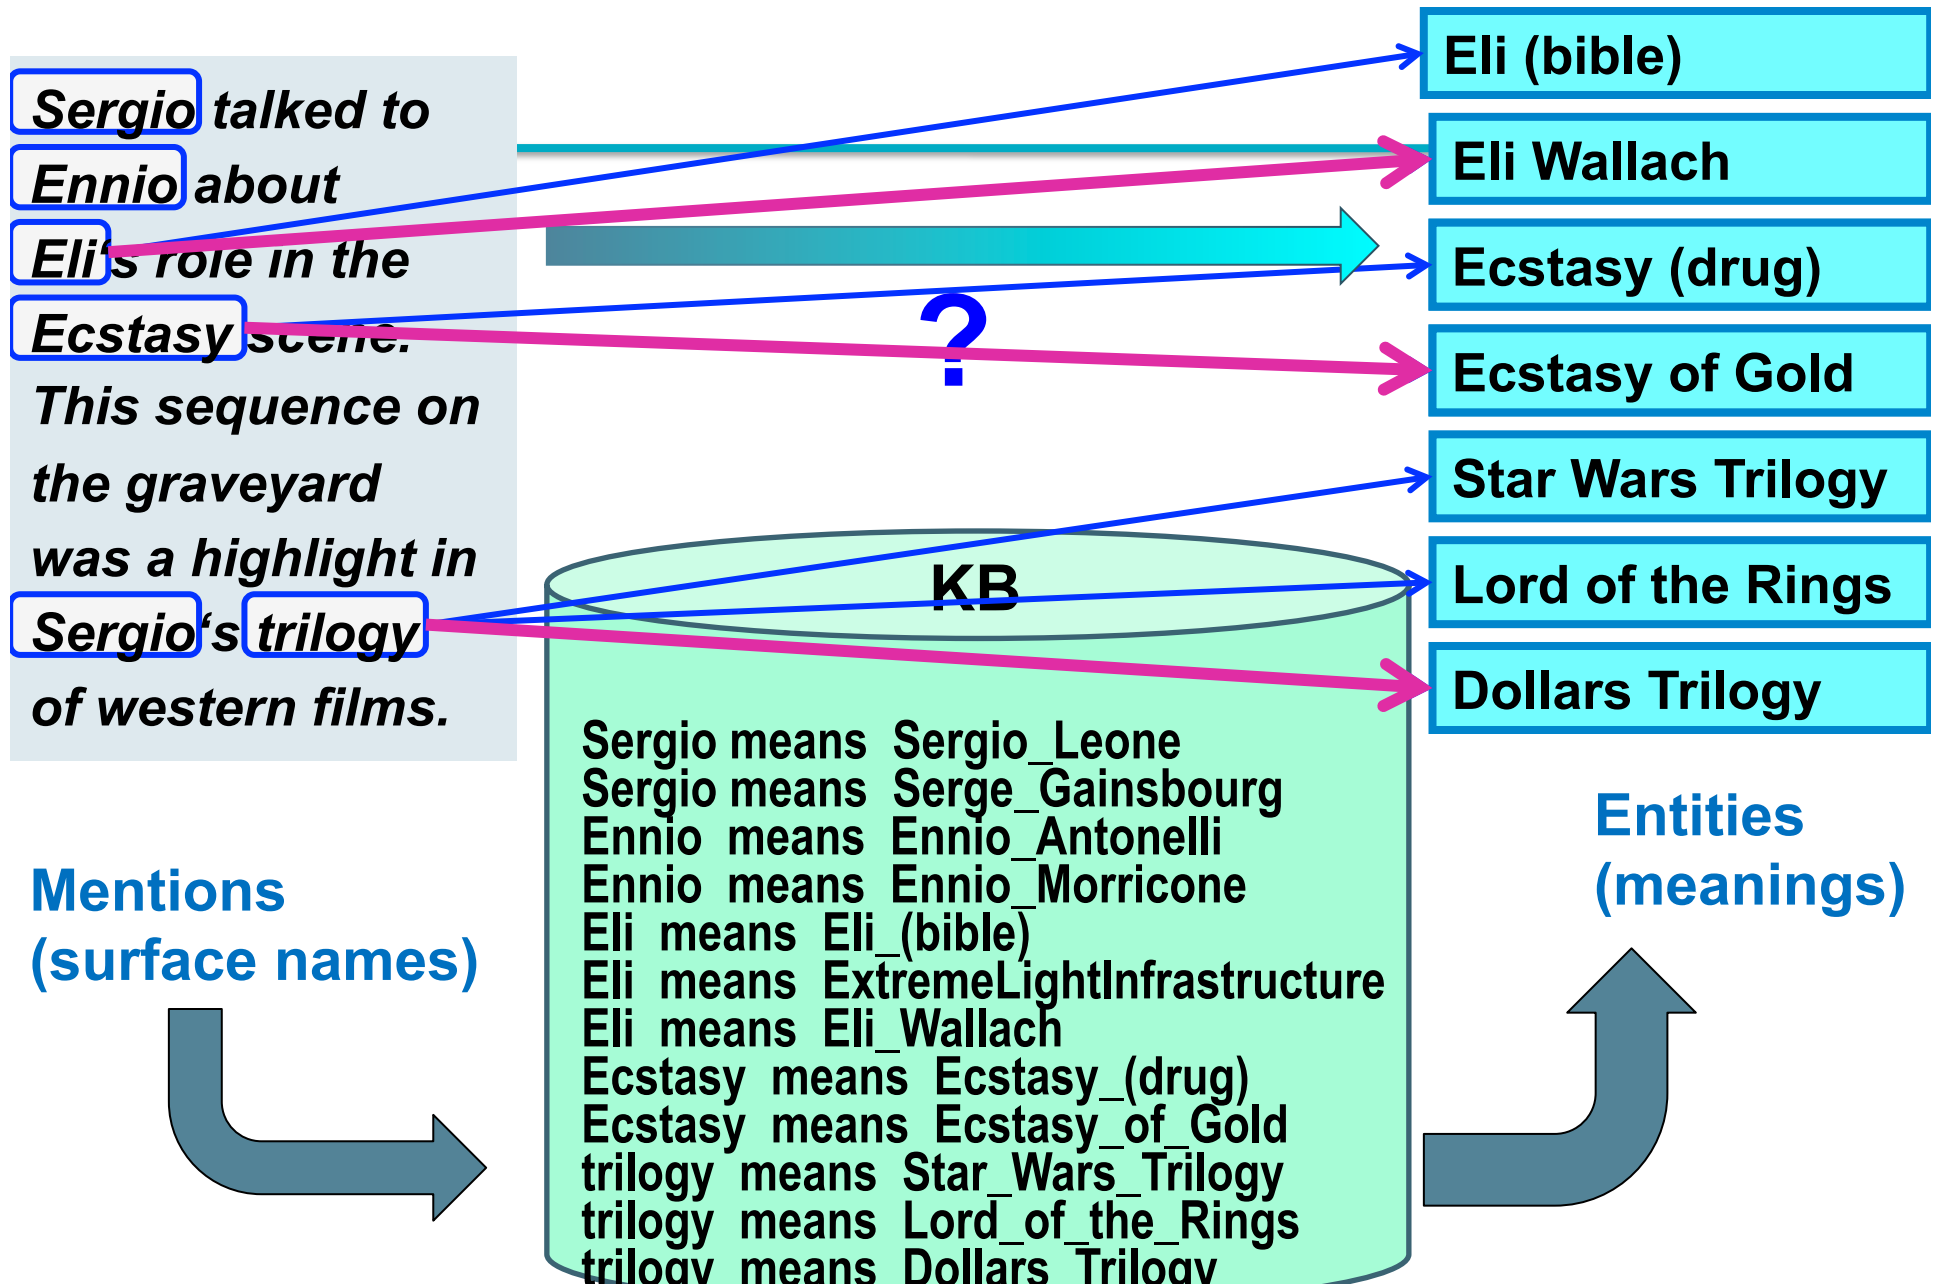 Sergio talked to
Ennio about
Eli‘s role in the
Ecstasy scene.
This sequence on
the graveyard
was a highlight in
Sergio‘s trilogy
of western films.
Mentions
(surface names)
?
KB
Sergio means Sergio_Leone
Sergio means Serge_Gainsbourg
Ennio means Ennio_Antonelli
Ennio means Ennio_Morricone
Eli means Eli_(bible)
Eli means ExtremeLightInfrastructure
Eli means Eli_Wallach
Ecstasy means Ecstasy_(drug)
Ecstasy means Ecstasy_of_Gold
trilogy means Star_Wars_Trilogy
trilogy means Lord_of_the_Rings
trilogy means Dollars_Trilogy
Eli (bible)
Eli Wallach
Ecstasy (drug)
Ecstasy of Gold
Star Wars Trilogy
Lord of the Rings
Dollars Trilogy
Entities
(meanings)